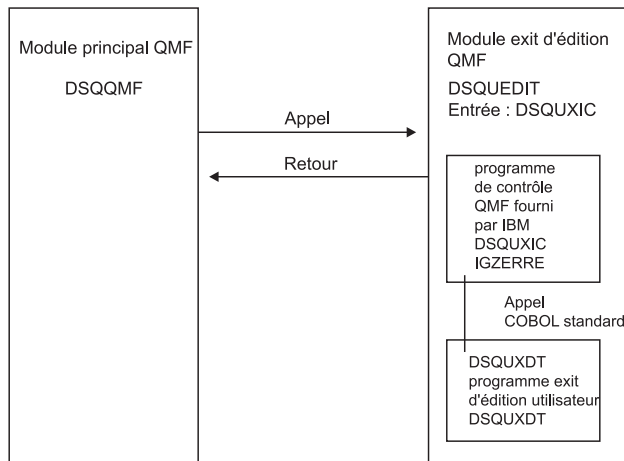 Module principal QMF
DSQQMF
Appel
Retour
Module exit d'édition
QMF
DSQUEDIT
Entrée : DSQUXIC
programme
de contrôle
QMF fourni
par IBM
DSQUXIC
IGZERRE
Appel
COBOL standard
DSQUXDT
programme exit
d'édition utilisateur
DSQUXDT